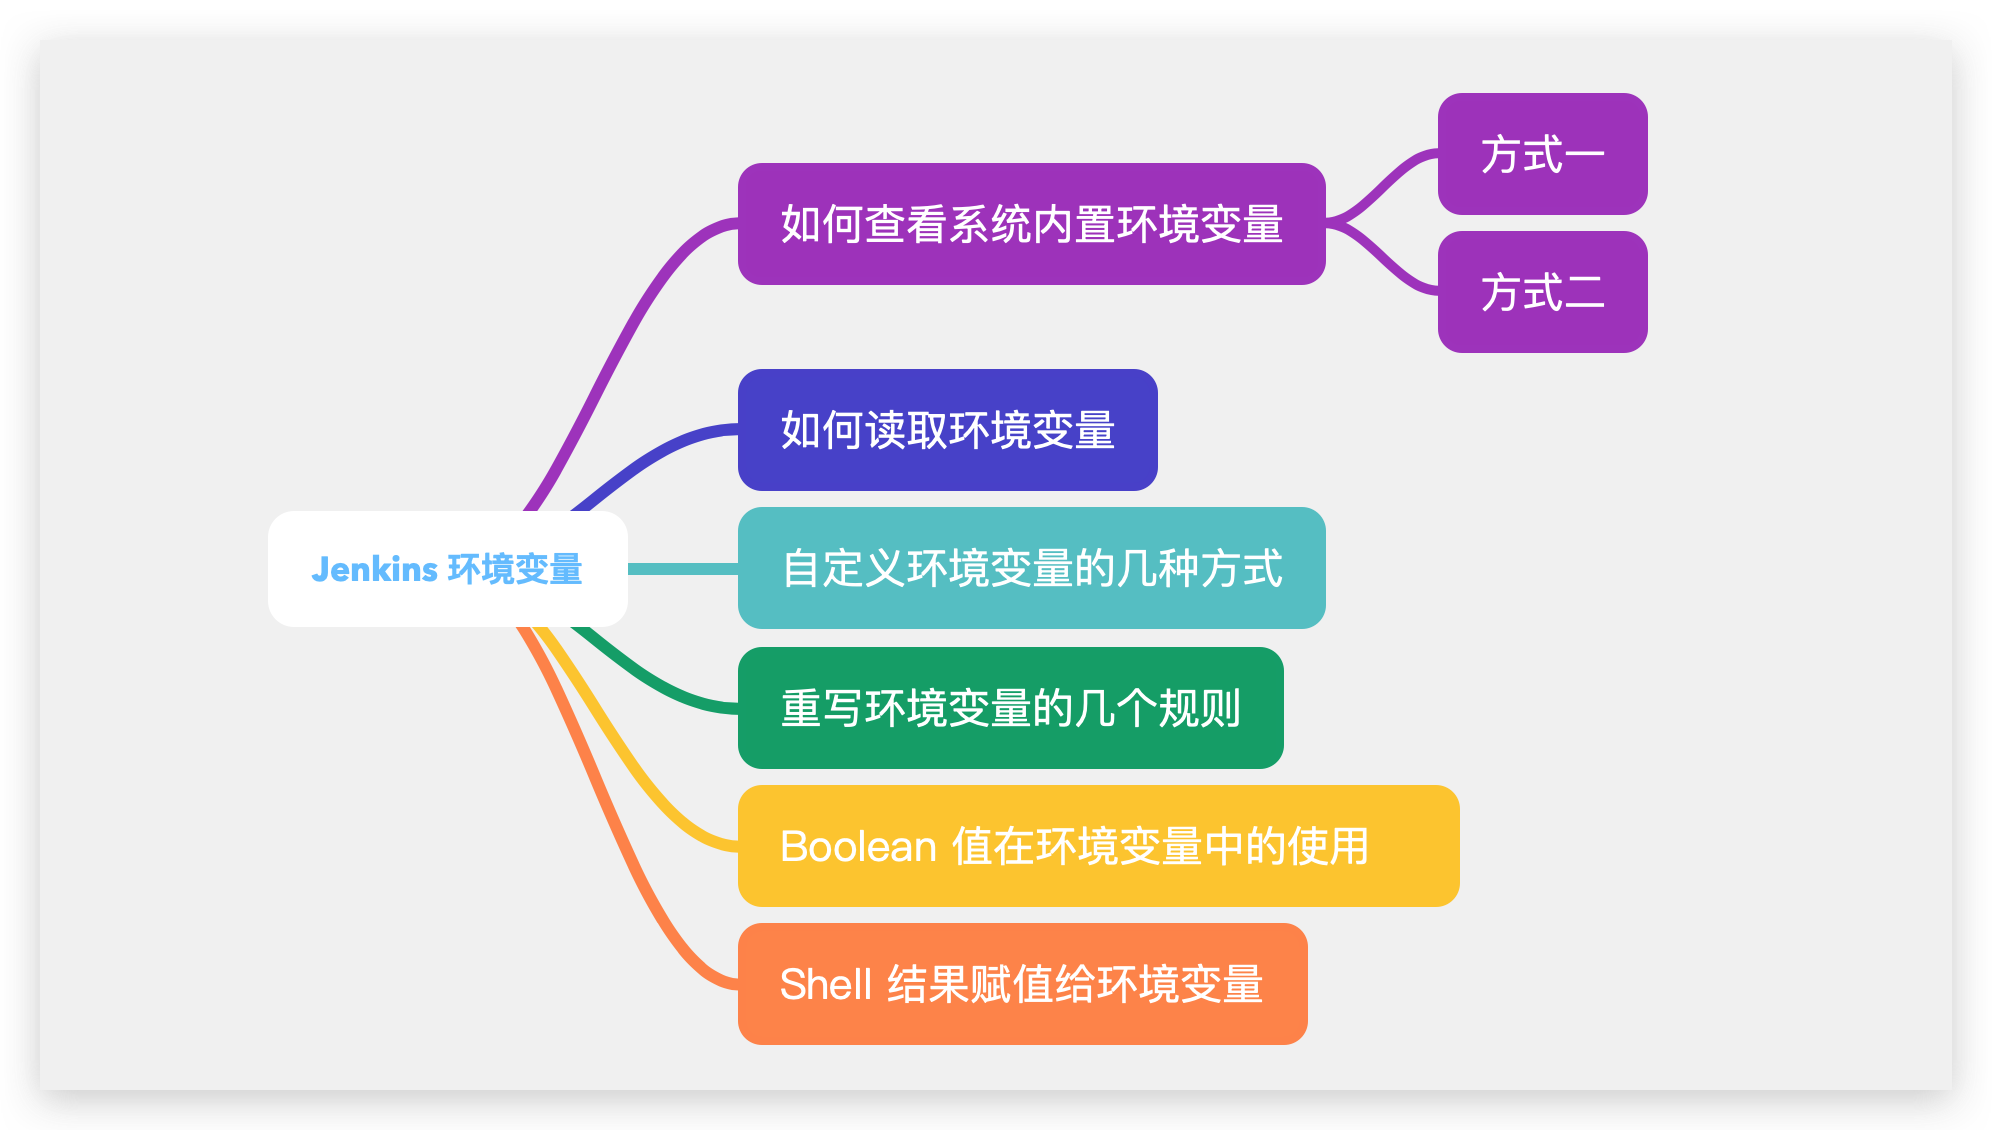 Jenkins 环境变量
如何查看系统内置环境变量
方式一
方式二
如何读取环境变量
自定义环境变量的几种方式
重写环境变量的几个规则
Boolean 值在环境变量中的使用
Shell 结果赋值给环境变量